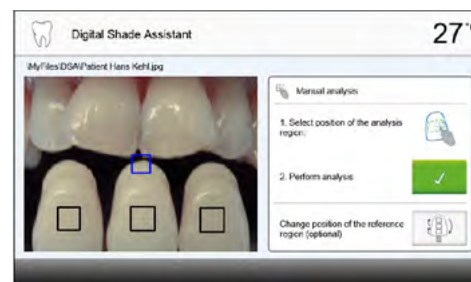 Digital Shade Assistant
27
\MyFiles\DSA\Patient Hans Kehl.jpg
Manual analysis
1. Select position of the analysis
region.
2. Perform analysis
Change position of the reference
region (optional)